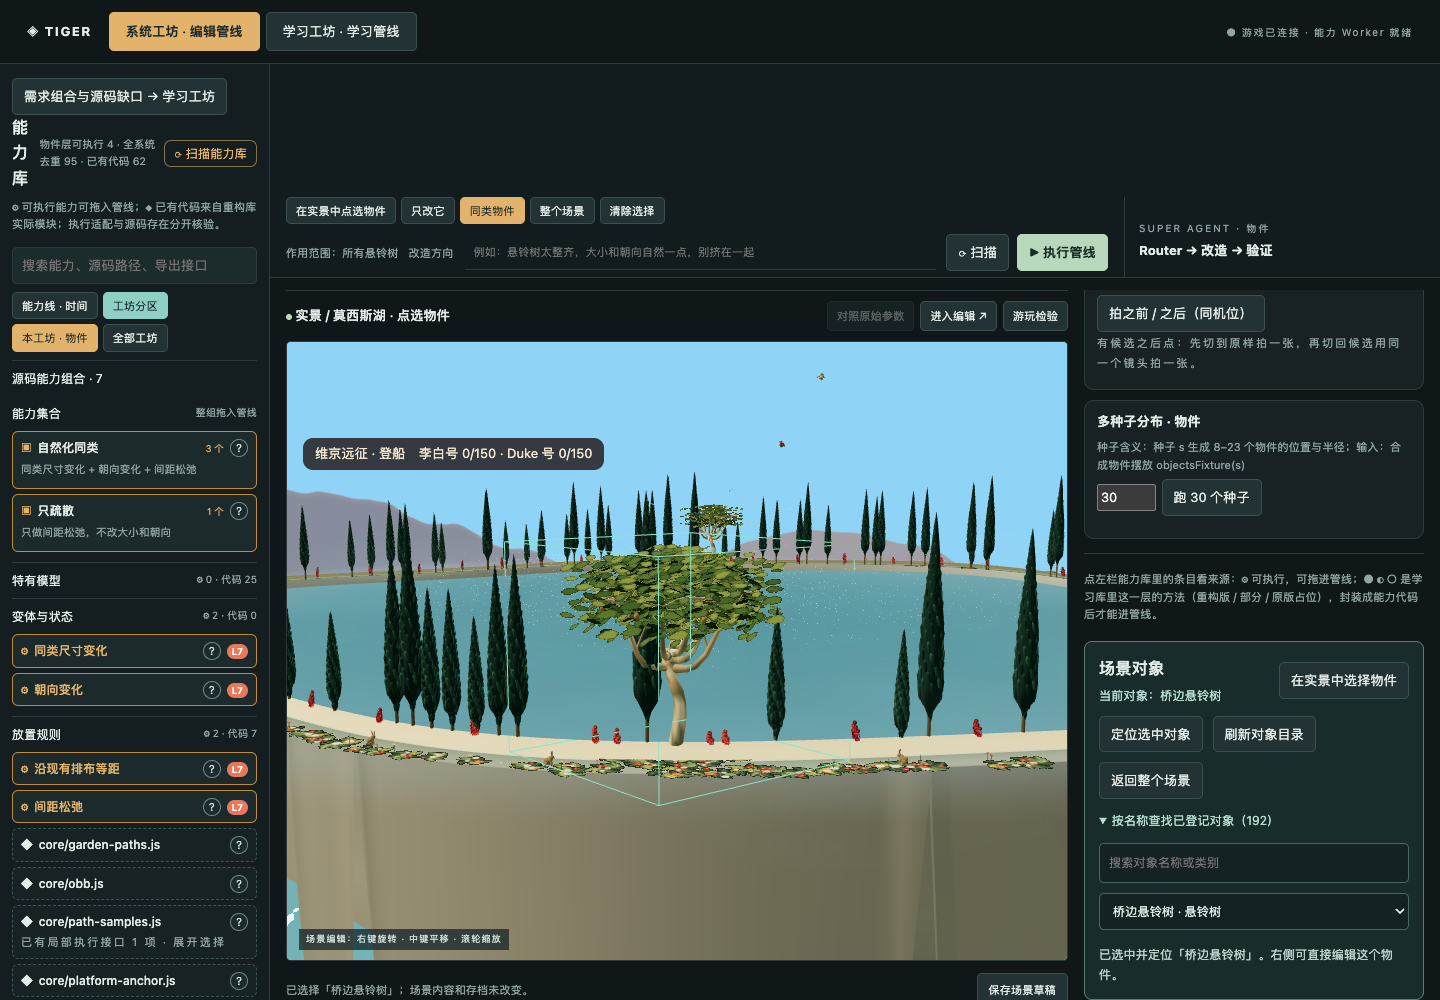 ◈ TIGER
系统工坊 · 编辑管线
学习工坊 · 学习管线
游戏已连接 · 能力 Worker 就绪
需求组合与源码缺口 → 学习工坊
能力库
物件层可执行 4 · 全系统去重 95 · 已有代码 62
⟳ 扫描能力库
⚙ 可执行能力可拖入管线；◆ 已有代码来自重构库
实际模块；执行适配与源码存在分开核验。
搜索能力、源码路径、导出接口
能力线 · 时间
工坊分区
本工坊 · 物件
全部工坊
源码能力组合 · 7
能力集合
整组拖入管线
▣ 自然化同类
3 个 ?
同类尺寸变化 + 朝向变化 + 间距松弛
▣ 只疏散
1 个 ?
只做间距松弛，不改大小和朝向
特有模型
⚙ 0 · 代码 25
变体与状态
⚙ 2 · 代码 0
⚙ 同类尺寸变化 ? L7
⚙ 朝向变化 ? L7
放置规则
⚙ 2 · 代码 7
⚙ 沿现有排布等距 ? L7
⚙ 间距松弛 ? L7
◆ core/garden-paths.js ?
◆ core/obb.js ?
◆ core/path-samples.js ?
已有局部执行接口 1 项 · 展开选择
◆ core/platform-anchor.js ?
在实景中点选物件
只改它
同类物件
整个场景
清除选择
作用范围：所有悬铃树
改造方向
例如：悬铃树太整齐，大小和朝向自然一点，别挤在一起
⟳ 扫描
▶ 执行管线
SUPER AGENT · 物件
Router → 改造 → 验证
实景 / 莫西斯湖 · 点选物件
对照原始参数
进入编辑 ↗
游玩检验
维京远征 · 登船 李白号 0/150 · Duke 号 0/150
场景编辑：右键旋转 · 中键平移 · 滚轮缩放
已选择「桥边悬铃树」；场景内容和存档未改变。
保存场景草稿
拍之前 / 之后（同机位）
有候选之后点：先切到原样拍一张，再切回候选用同
一个镜头拍一张。
多种子分布 · 物件
种子含义：种子 s 生成 8–23 个物件的位置与半径；输入：合
成物件摆放 objectsFixture(s)
30
跑 30 个种子
点左栏能力库里的条目看来源：⚙ 可执行，可拖进管线；● ◐ ○ 是学
习库里这一层的方法（重构版 / 部分 / 原版占位），封装成能力代码
后才能进管线。
场景对象
当前对象：桥边悬铃树
在实景中选择物件
定位选中对象
刷新对象目录
返回整个场景
▼ 按名称查找已登记对象（192）
搜索对象名称或类别
桥边悬铃树 · 悬铃树
已选中并定位「桥边悬铃树」。右侧可直接编辑这个物
件。